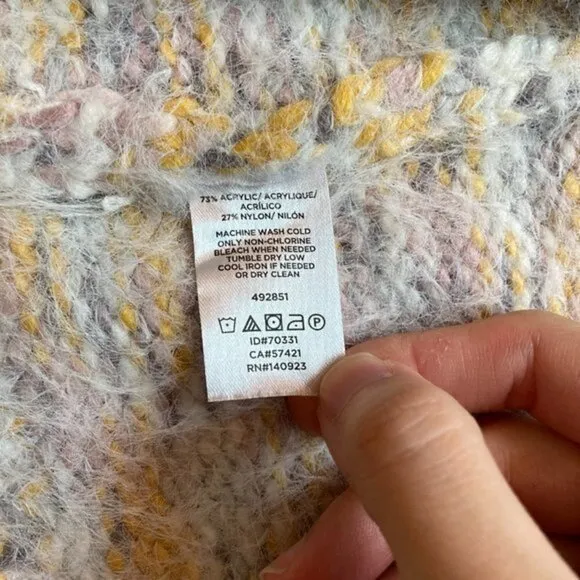 73% ACRYLIC/ ACRYLIQUE/
ACRÍLICO
27% NYLON/ NILÓN
MACHINE WASH COLD
ONLY NON-CHLORINE
BLEACH WHEN NEEDED
TUMBLE DRY LOW
COOL IRON IF NEEDED
OR DRY CLEAN
492851
P
ID#70331
CA#57421
RN#140923